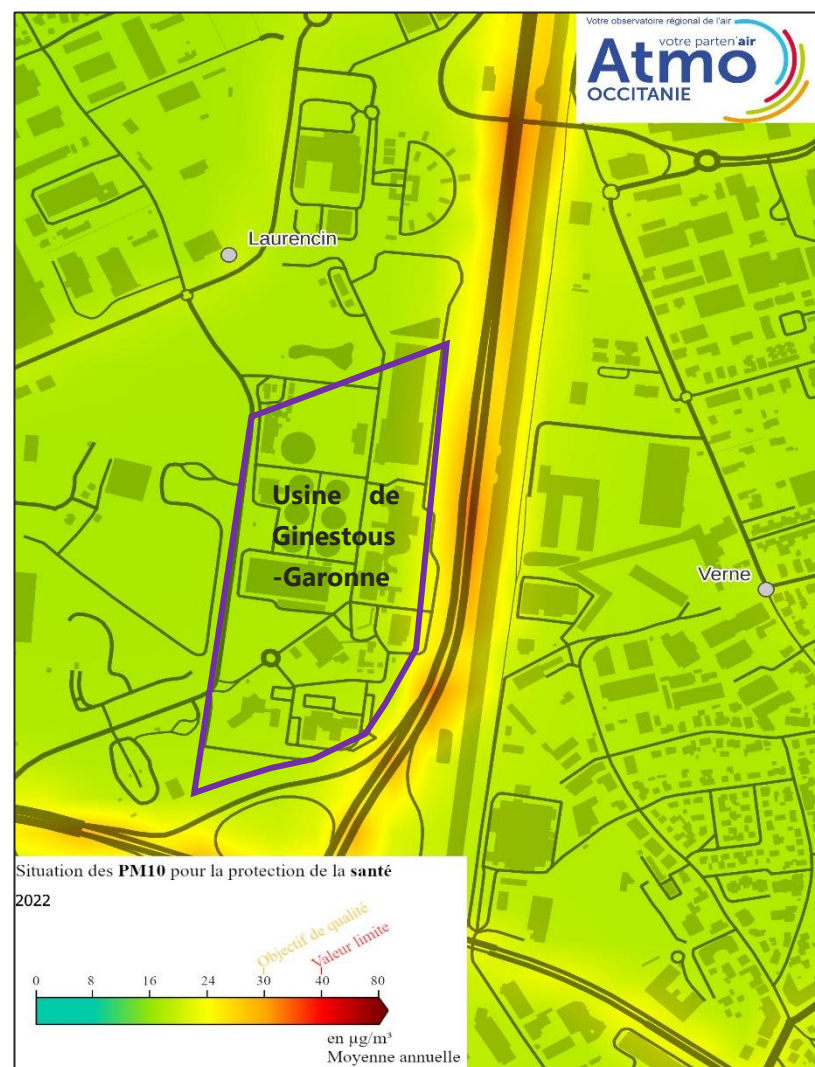 Votre observatoire régional de l'air
votre parten'air
Atmo
OCCITANIE
Laurencin
Usine de
Ginestous
-Garonne
Verne
Situation des PM10 pour la protection de la santé
2022
Objectif de qualité
Valeur limite
0 8 16 24 30 40 80
en µg/m³
Moyenne annuelle